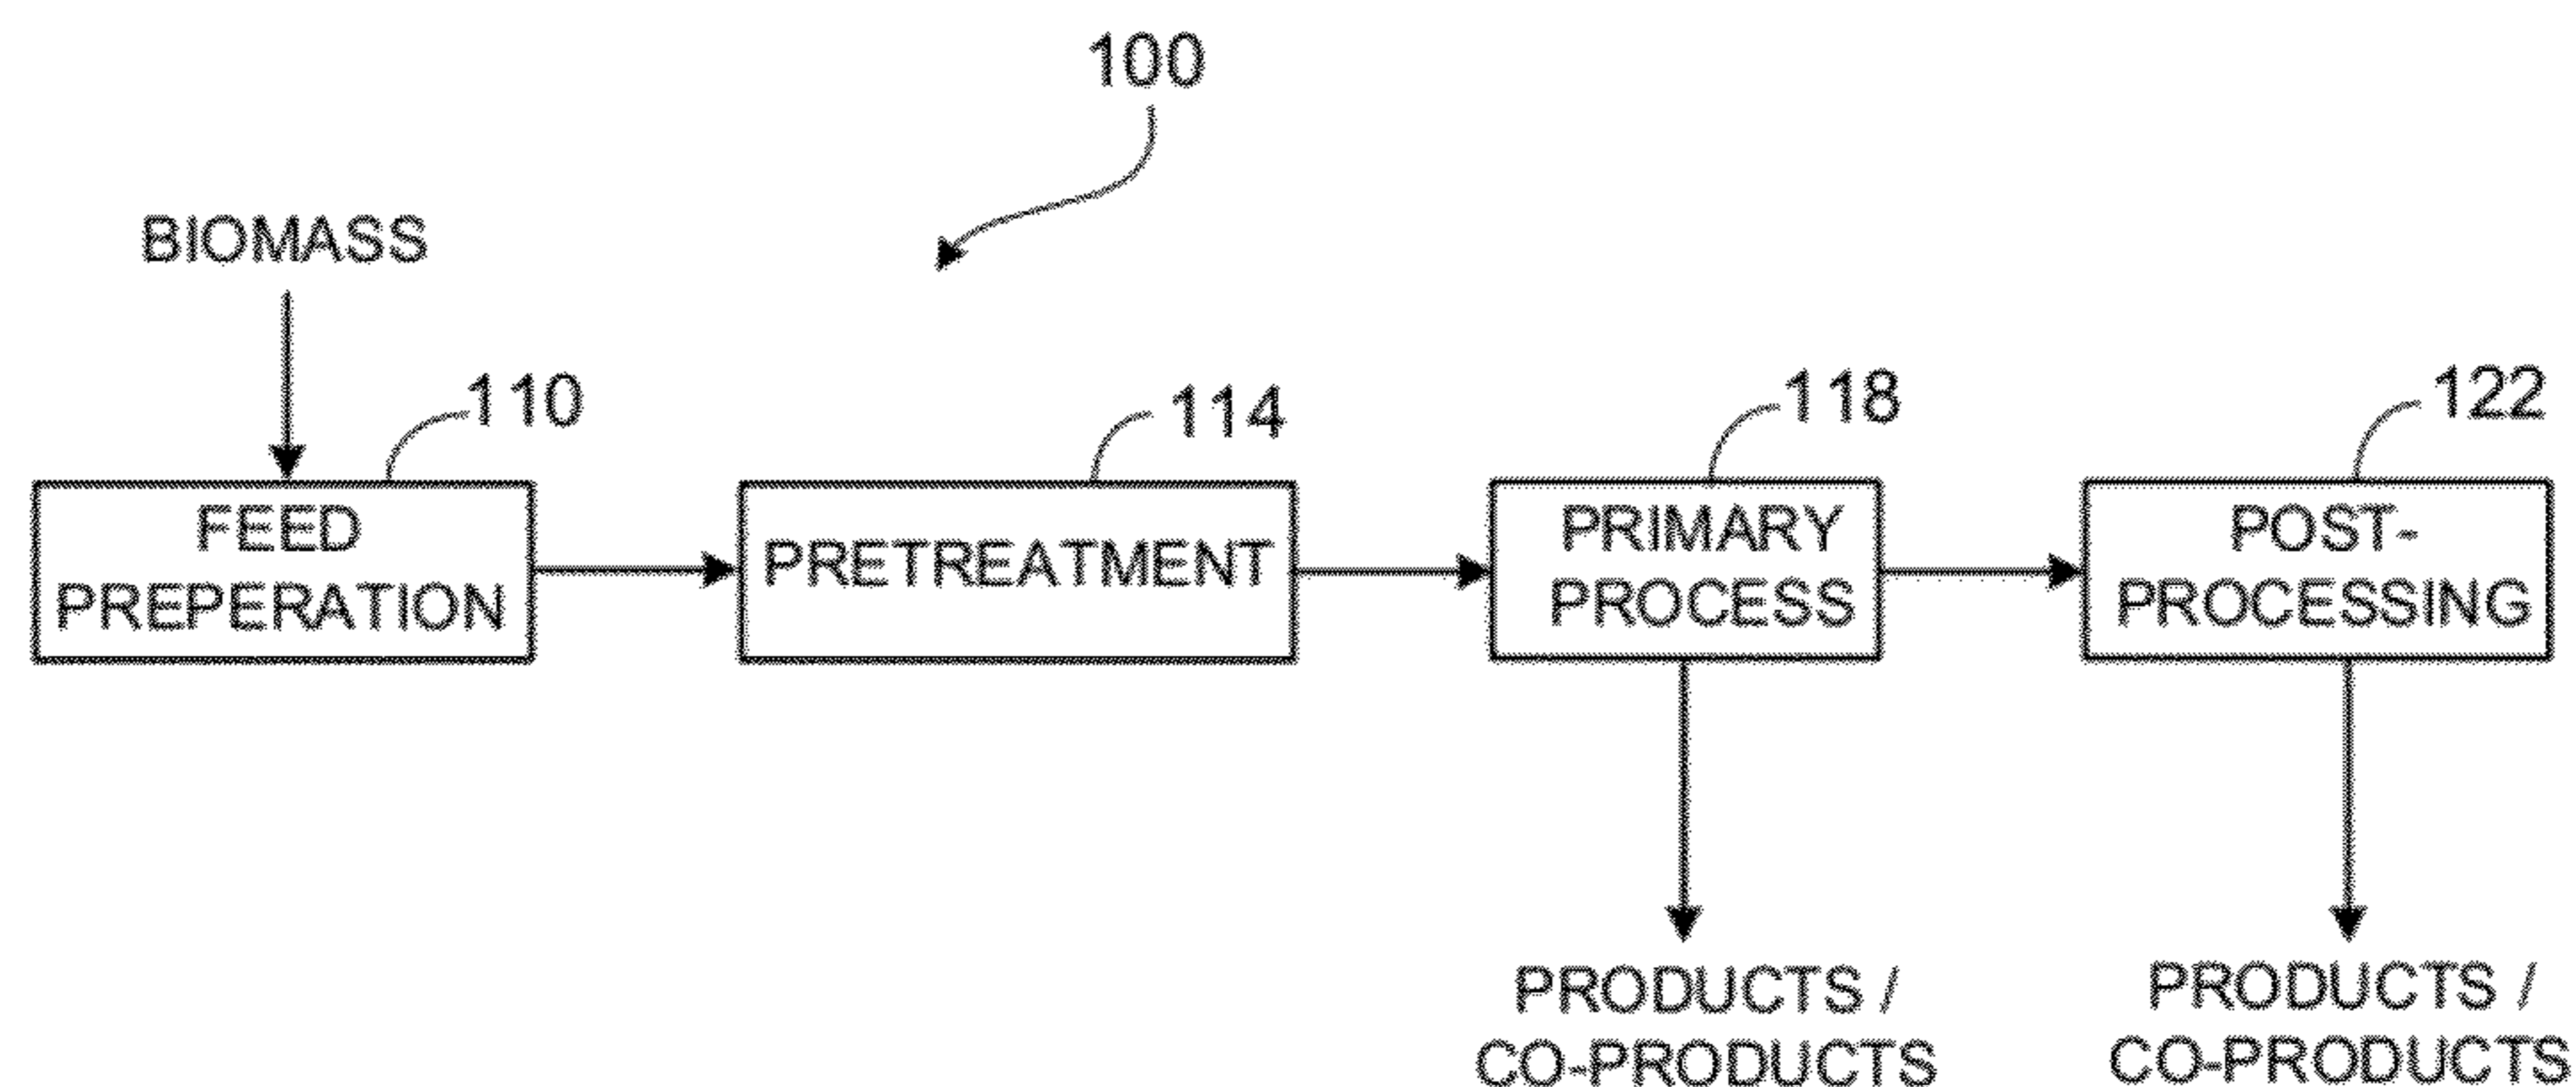 100
BIOMASS
110
114
118
122
FEED
PREPERATION
PRETREATMENT
PRIMARY
PROCESS
POST-
PROCESSING
PRODUCTS /
CO-PRODUCTS
PRODUCTS /
CO-PRODUCTS